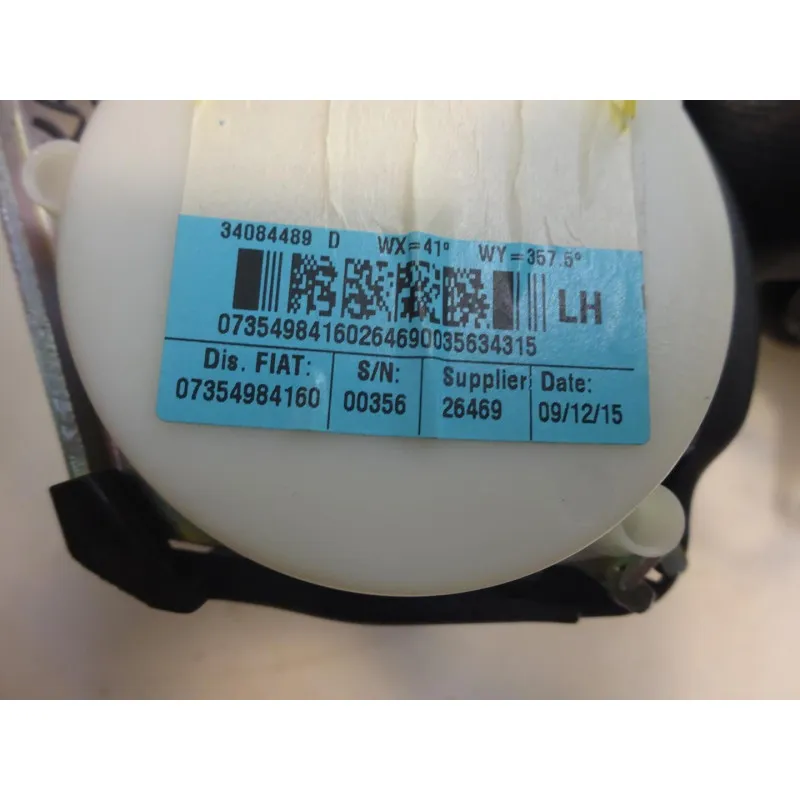 34084489 D WX=41° WY=357.5°
LH
07354984160264690035634315
Dis. FIAT: S/N: Supplier Date:
07354984160 00356 26469 09/12/15